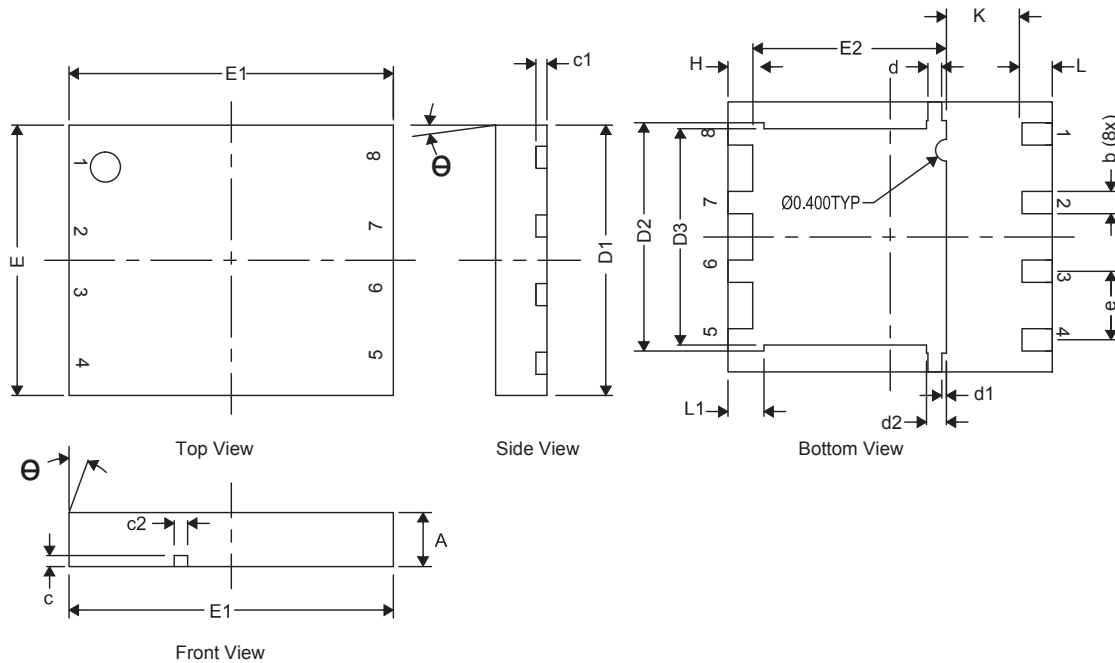 E1
c1
K
E2
H
d
L
Θ
1
8
8
1
b (8x)
Ø0.400TYP
2
7
7
2
E
D1
D2
D3
3
6
6
3
e
4
5
5
4
L1
d1
d2
Top View
Side View
Bottom View
Θ
c2
A
c
E1
Front View